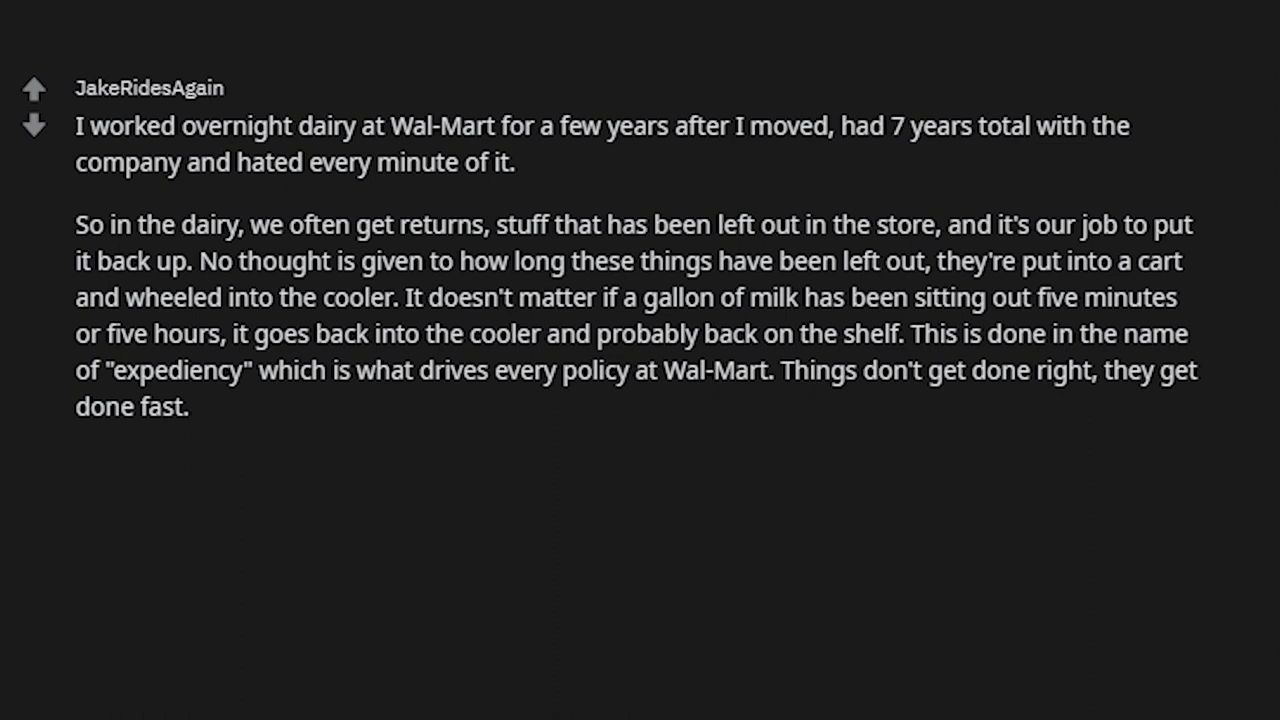 JakeRidesAgain
I worked overnight dairy at Wal-Mart for a few years after I moved, had 7 years total with the
company and hated every minute of it.
So in the dairy, we often get returns, stuff that has been left out in the store, and it's our job to put
it back up. No thought is given to how long these things have been left out, they're put into a cart
and wheeled into the cooler. It doesn't matter if a gallon of milk has been sitting out five minutes
or five hours, it goes back into the cooler and probably back on the shelf. This is done in the name
of "expediency" which is what drives every policy at Wal-Mart. Things don't get done right, they get
done fast.